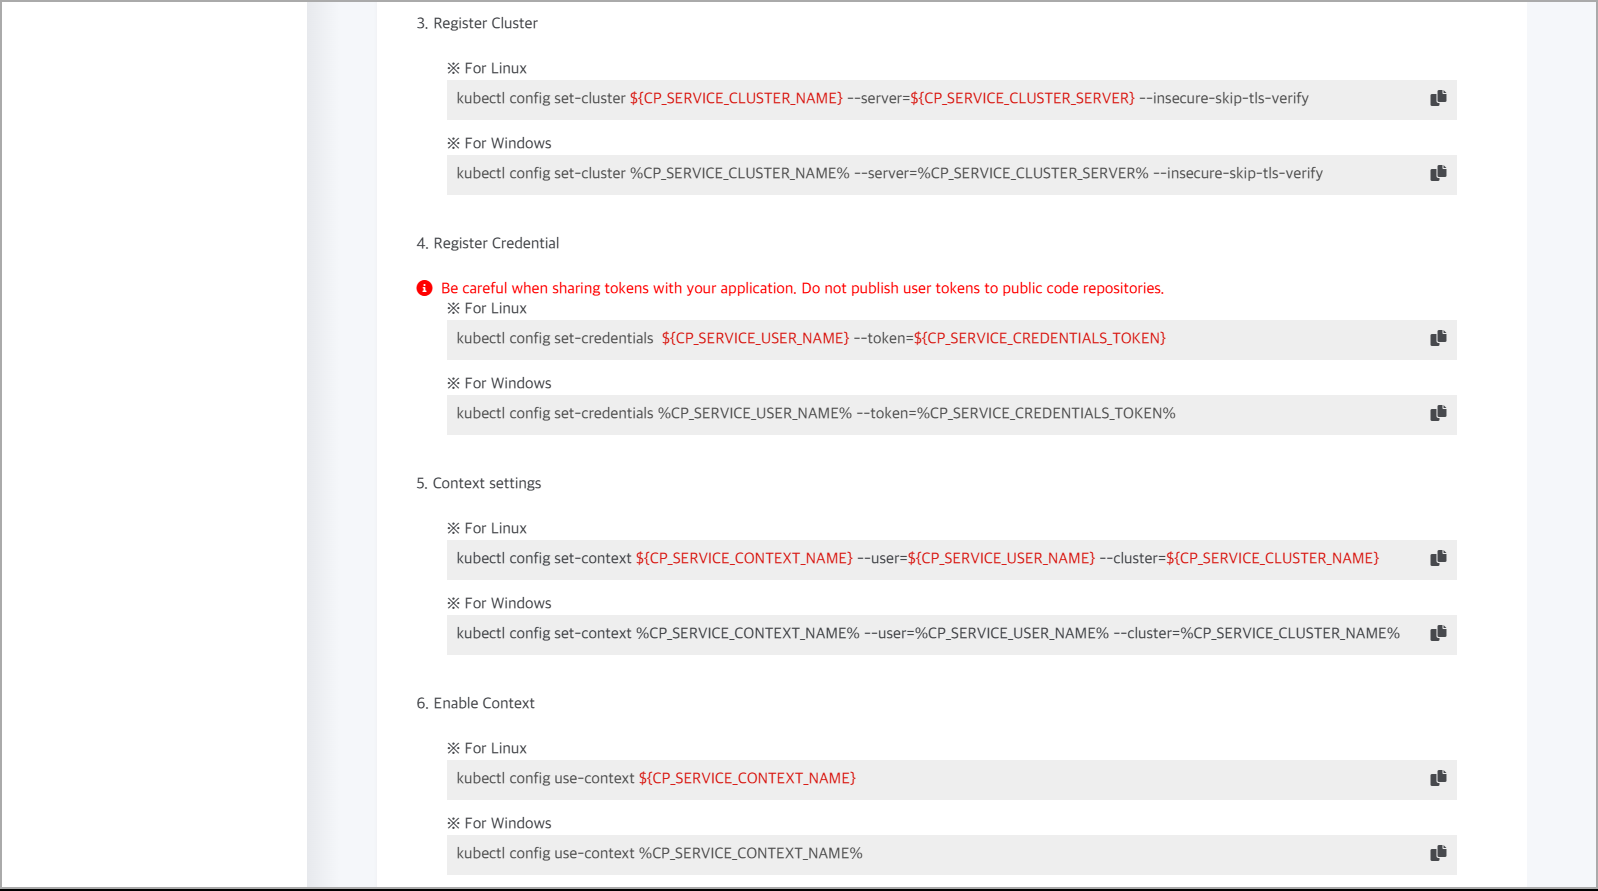 3. Register Cluster
※ For Linux
kubectl config set-cluster ${CP_SERVICE_CLUSTER_NAME} --server=${CP_SERVICE_CLUSTER_SERVER} --insecure-skip-tls-verify
※ For Windows
kubectl config set-cluster %CP_SERVICE_CLUSTER_NAME% --server=%CP_SERVICE_CLUSTER_SERVER% --insecure-skip-tls-verify
4. Register Credential
Be careful when sharing tokens with your application. Do not publish user tokens to public code repositories.
※ For Linux
kubectl config set-credentials  ${CP_SERVICE_USER_NAME} --token=${CP_SERVICE_CREDENTIALS_TOKEN}
※ For Windows
kubectl config set-credentials %CP_SERVICE_USER_NAME% --token=%CP_SERVICE_CREDENTIALS_TOKEN%
5. Context settings
※ For Linux
kubectl config set-context ${CP_SERVICE_CONTEXT_NAME} --user=${CP_SERVICE_USER_NAME} --cluster=${CP_SERVICE_CLUSTER_NAME}
※ For Windows
kubectl config set-context %CP_SERVICE_CONTEXT_NAME% --user=%CP_SERVICE_USER_NAME% --cluster=%CP_SERVICE_CLUSTER_NAME%
6. Enable Context
※ For Linux
kubectl config use-context ${CP_SERVICE_CONTEXT_NAME}
※ For Windows
kubectl config use-context %CP_SERVICE_CONTEXT_NAME%